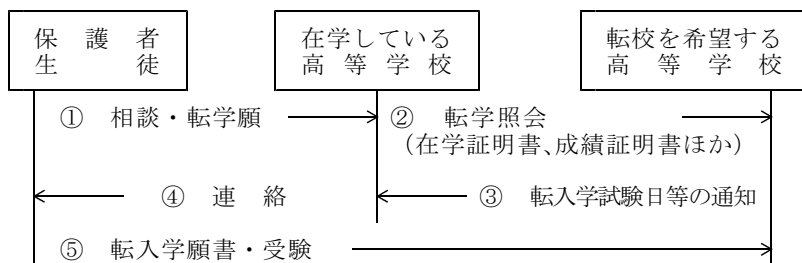 保護者
生徒
在学している
高等学校
転校を希望する
高等学校
① 相談・転学願
② 転学照会
(在学証明書、成績証明書ほか)
④ 連絡
③ 転入学試験日等の通知
⑤ 転入学願書・受験